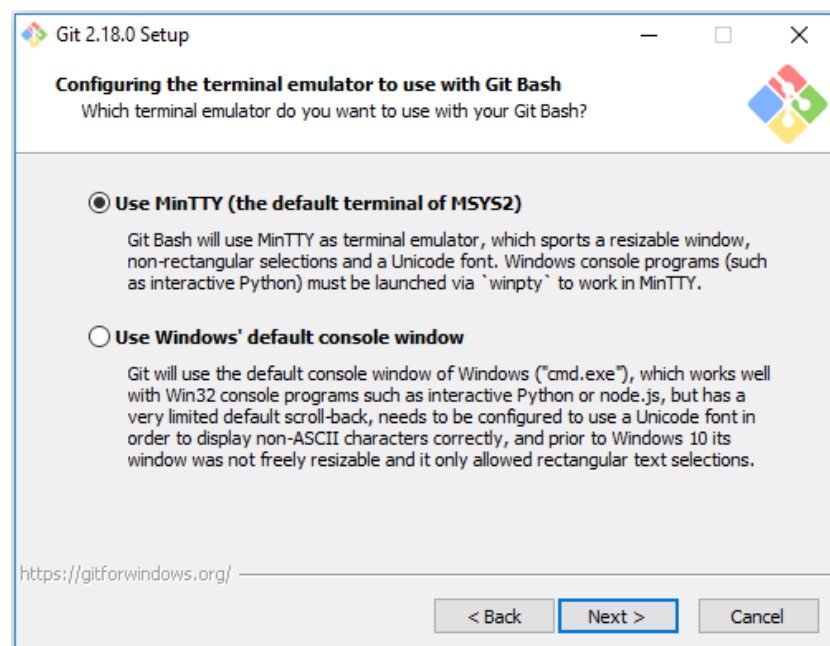 Git 2.18.0 Setup
Configuring the terminal emulator to use with Git Bash
Which terminal emulator do you want to use with your Git Bash?
Use MinTTY (the default terminal of MSYS2)
Git Bash will use MinTTY as terminal emulator, which sports a resizable window,
non-rectangular selections and a Unicode font. Windows console programs (such
as interactive Python) must be launched via `winpty` to work in MinTTY.
Use Windows' default console window
Git will use the default console window of Windows ("cmd.exe"), which works well
with Win32 console programs such as interactive Python or node.js, but has a
very limited default scroll-back, needs to be configured to use a Unicode font in
order to display non-ASCII characters correctly, and prior to Windows 10 its
window was not freely resizable and it only allowed rectangular text selections.
https://gitforwindows.org/
< Back Next > Cancel